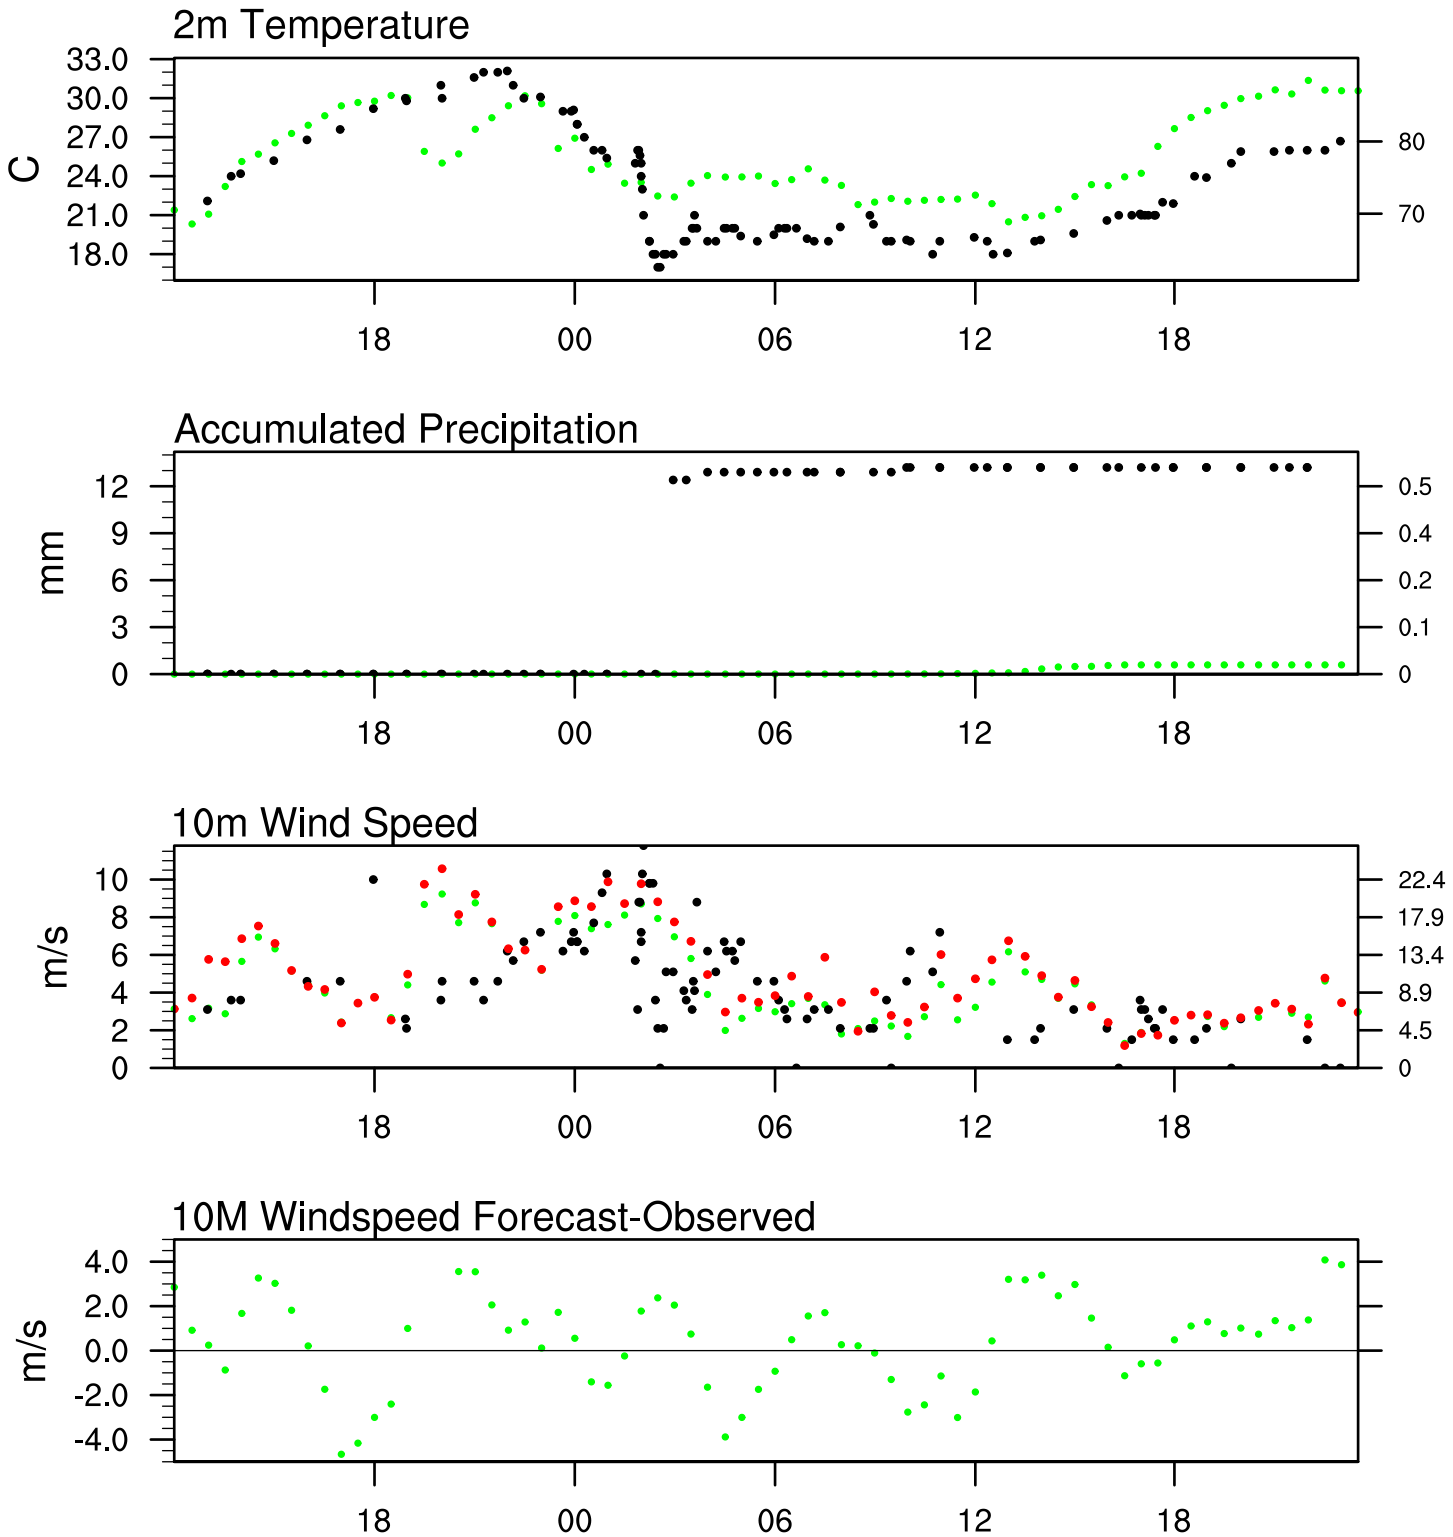 2m Temperature
33.0
30.0
27.0
24.0
21.0
18.0
C
80
70
18 00 06 12 18
Accumulated Precipitation
12
9
6
3
0
mm
0.5
0.4
0.2
0.1
0
18 00 06 12 18
10m Wind Speed
10
8
6
4
2
0
m/s
22.4
17.9
13.4
8.9
4.5
0
18 00 06 12 18
10M Windspeed Forecast-Observed
4.0
2.0
0.0
-2.0
-4.0
m/s
18 00 06 12 18